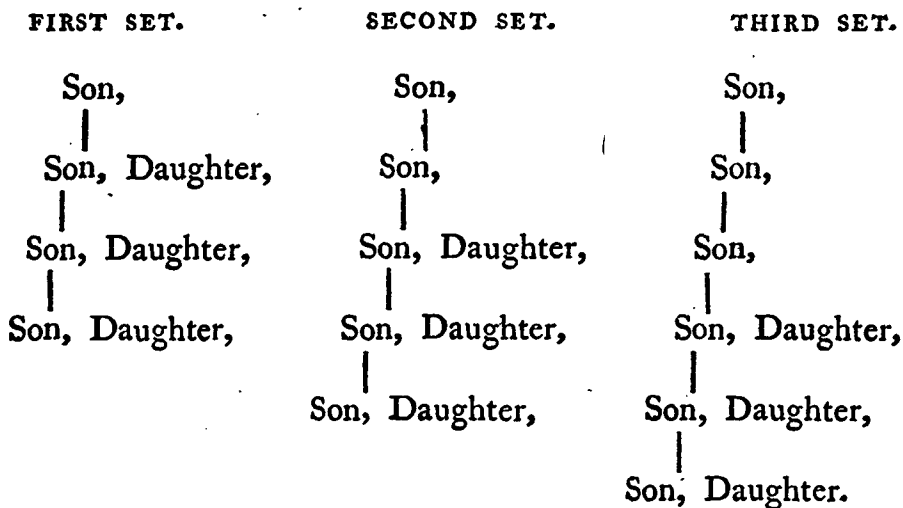 FIRST SET.
Son,
Son, Daughter,
Son, Daughter,
Son, Daughter,
SECOND SET.
Son,
Son,
Son, Daughter,
Son, Daughter,
Son, Daughter,
THIRD SET.
Son,
Son,
Son,
Son, Daughter,
Son, Daughter,
Son, Daughter.